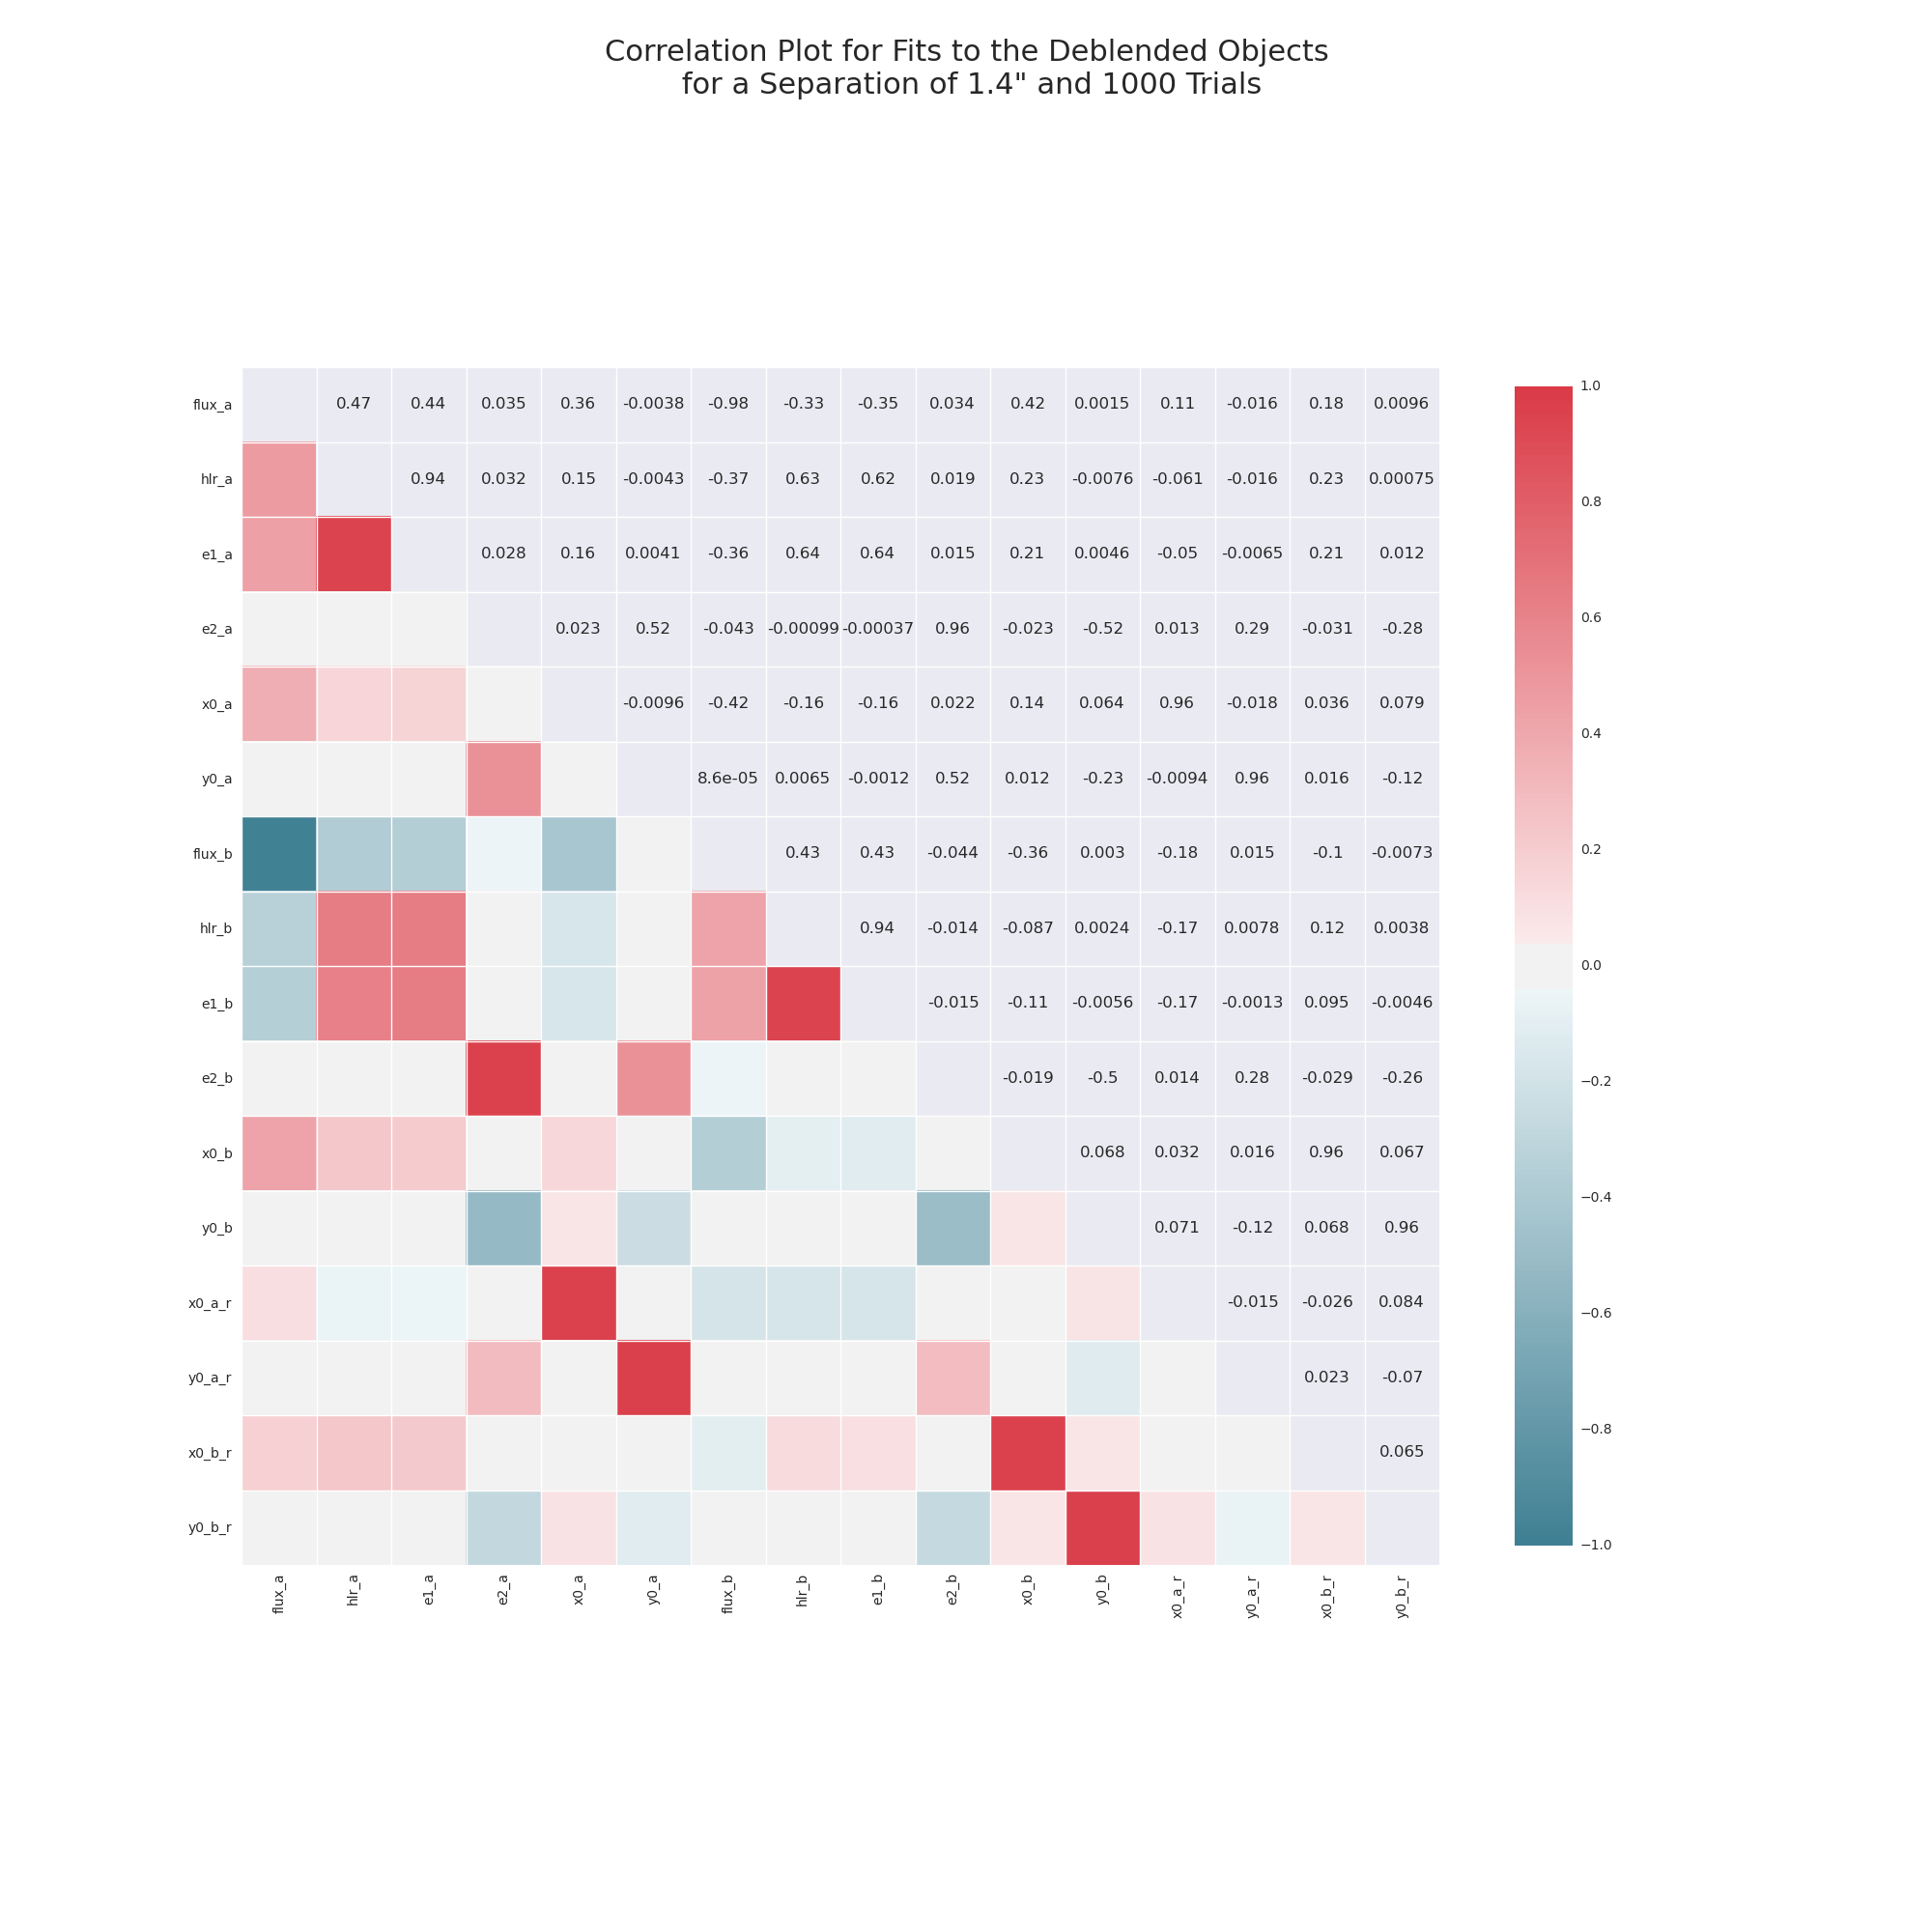 Correlation Plot for Fits to the Deblended Objects
for a Separation of 1.4" and 1000 Trials
flux_a 0.47 0.44 0.035 0.36 -0.0038 -0.98 -0.33 -0.35 0.034 0.42 0.0015 0.11 -0.016 0.18 0.0096
hlr_a 0.94 0.032 0.15 -0.0043 -0.37 0.63 0.62 0.019 0.23 -0.0076 -0.061 -0.016 0.23 0.00075
e1_a 0.028 0.16 0.0041 -0.36 0.64 0.64 0.015 0.21 0.0046 -0.05 -0.0065 0.21 0.012
e2_a 0.023 0.52 -0.043 -0.00099 -0.00037 0.96 -0.023 -0.52 0.013 0.29 -0.031 -0.28
x0_a -0.0096 -0.42 -0.16 -0.16 0.022 0.14 0.064 0.96 -0.018 0.036 0.079
y0_a 8.6e-05 0.0065 -0.0012 0.52 0.012 -0.23 -0.0094 0.96 0.016 -0.12
flux_b 0.43 0.43 -0.044 -0.36 0.003 -0.18 0.015 -0.1 -0.0073
hlr_b 0.94 -0.014 -0.087 0.0024 -0.17 0.0078 0.12 0.0038
e1_b -0.015 -0.11 -0.0056 -0.17 -0.0013 0.095 -0.0046
e2_b -0.019 -0.5 0.014 0.28 -0.029 -0.26
x0_b 0.068 0.032 0.016 0.96 0.067
y0_b 0.071 -0.12 0.068 0.96
x0_a_r -0.015 -0.026 0.084
y0_a_r 0.023 -0.07
x0_b_r 0.065
y0_b_r
flux_a hlr_a e1_a e2_a x0_a y0_a flux_b hlr_b e1_b e2_b x0_b y0_b x0_a_r y0_a_r x0_b_r y0_b_r
1.0
0.8
0.6
0.4
0.2
0.0
−0.2
−0.4
−0.6
−0.8
−1.0